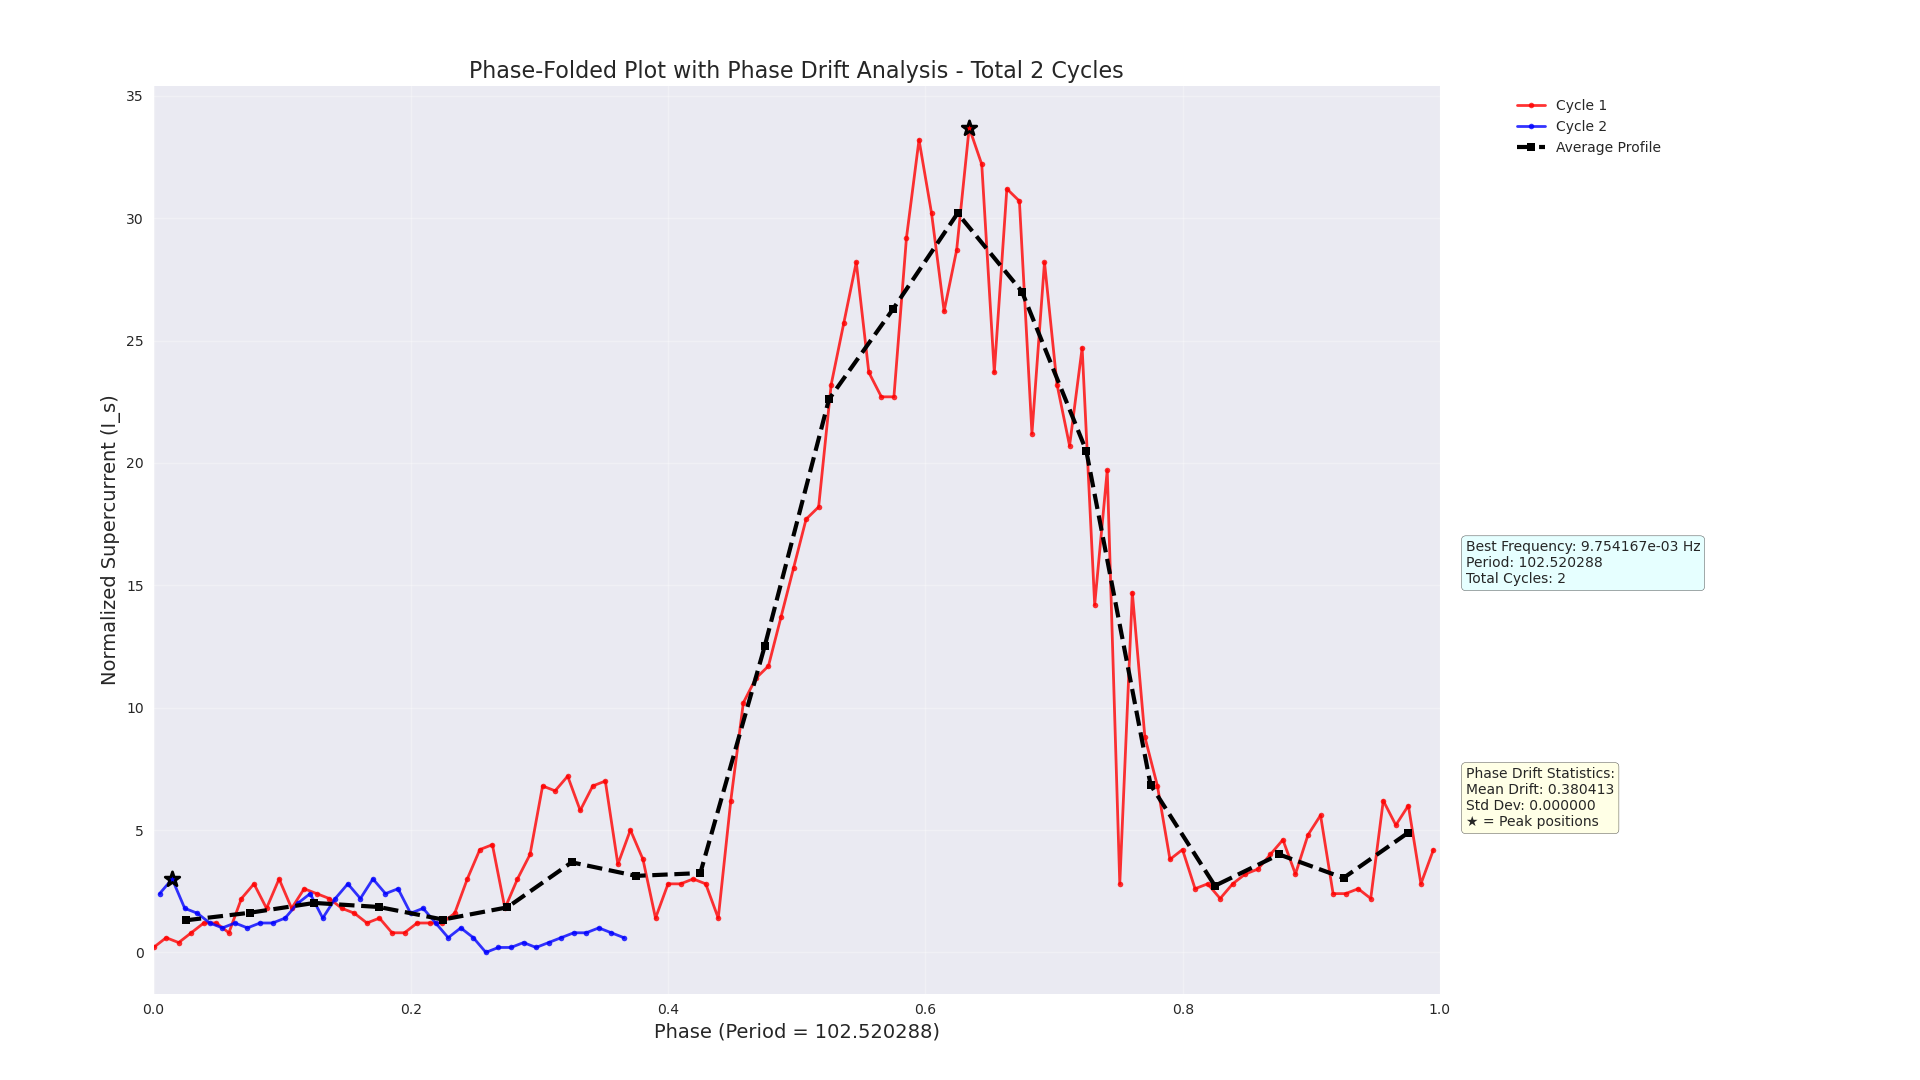 Phase-Folded Plot with Phase Drift Analysis - Total 2 Cycles
35
30
25
20
15
10
5
0
Normalized Supercurrent (I_s)
0.0
0.2
0.4
0.6
0.8
1.0
Phase (Period = 102.520288)
Cycle 1
Cycle 2
Average Profile
Best Frequency: 9.754167e-03 Hz
Period: 102.520288
Total Cycles: 2
Phase Drift Statistics:
Mean Drift: 0.380413
Std Dev: 0.000000
★ = Peak positions